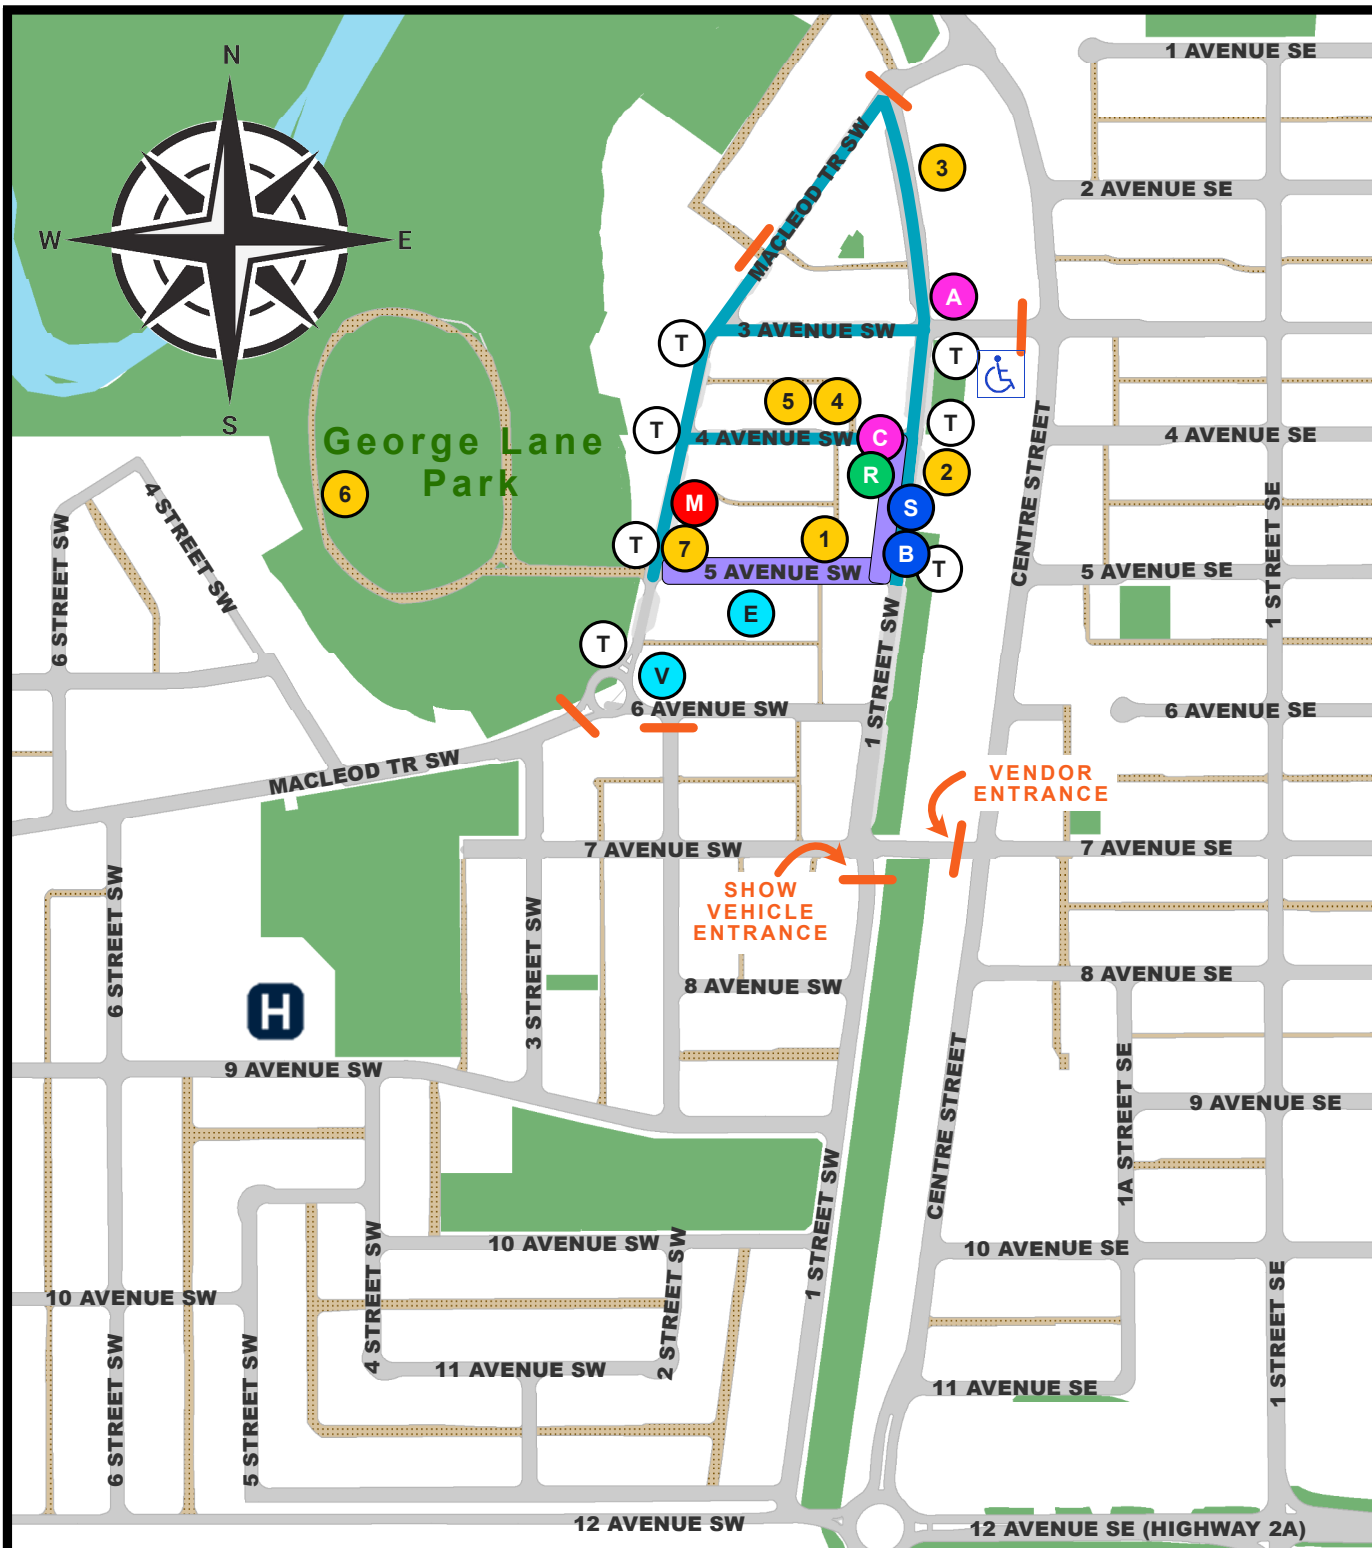 N
1 AVENUE SE
MACLEOD TR SW
3
2 AVENUE SE
W
E
A
3 AVENUE SW
T
T
5
4
S
T
T
George Lane
Park
4 AVENUE SW
C
4 AVENUE SE
CENTRE STREET
R
2
6
M
S
4 STREET SW
6 STREET SW
1 STREET SE
T
7
1
B
T
5 AVENUE SW
5 AVENUE SE
E
T
V
1 STREET SW
6 AVENUE SW
6 AVENUE SE
MACLEOD TR SW
VENDOR
ENTRANCE
7 AVENUE SW
7 AVENUE SE
SHOW
VEHICLE
ENTRANCE
6 STREET SW
3 STREET SW
8 AVENUE SW
8 AVENUE SE
H
9 AVENUE SW
CENTRE STREET
1A STREET SE
9 AVENUE SE
1 STREET SW
10 AVENUE SW
10 AVENUE SE
4 STREET SW
2 STREET SW
10 AVENUE SW
1 STREET SE
6 STREET SW
5 STREET SW
11 AVENUE SW
11 AVENUE SE
12 AVENUE SW
12 AVENUE SE (HIGHWAY 2A)